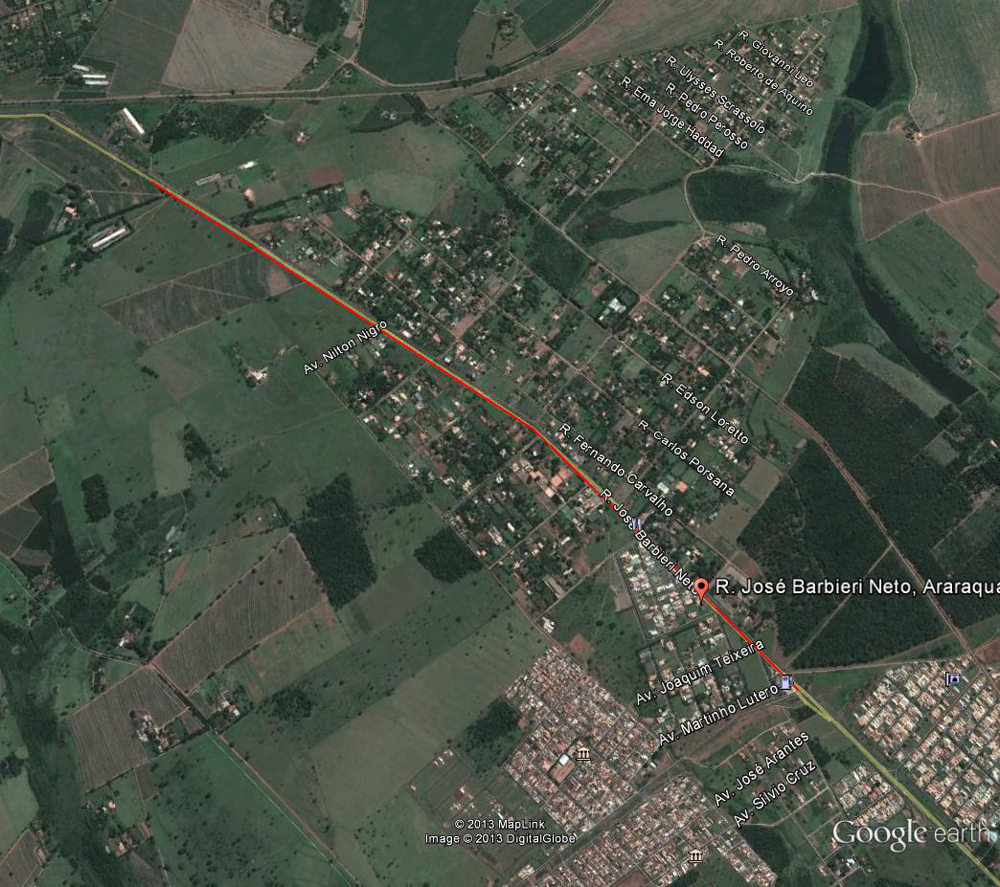 R. Giovanni Leo
R. Roberto de Aquino
R. Ulysses Scrassolo
R. Pedro Perosso
R. Ema Jorge Haddad
R. Pedro Arroyo
Av. Nilton Nigro
R. Edson Loretto
R. Carlos Porsana
R. Fernando Carvalho
R. José Barbieri Neto
R. José Barbieri Neto, Araraqua
Av. Joaquim Teixeira
Av. Martinho Lutero
Av. José Arantes
Av. Sílvio Cruz
© 2013 MapLink
Image © 2013 DigitalGlobe
Google earth